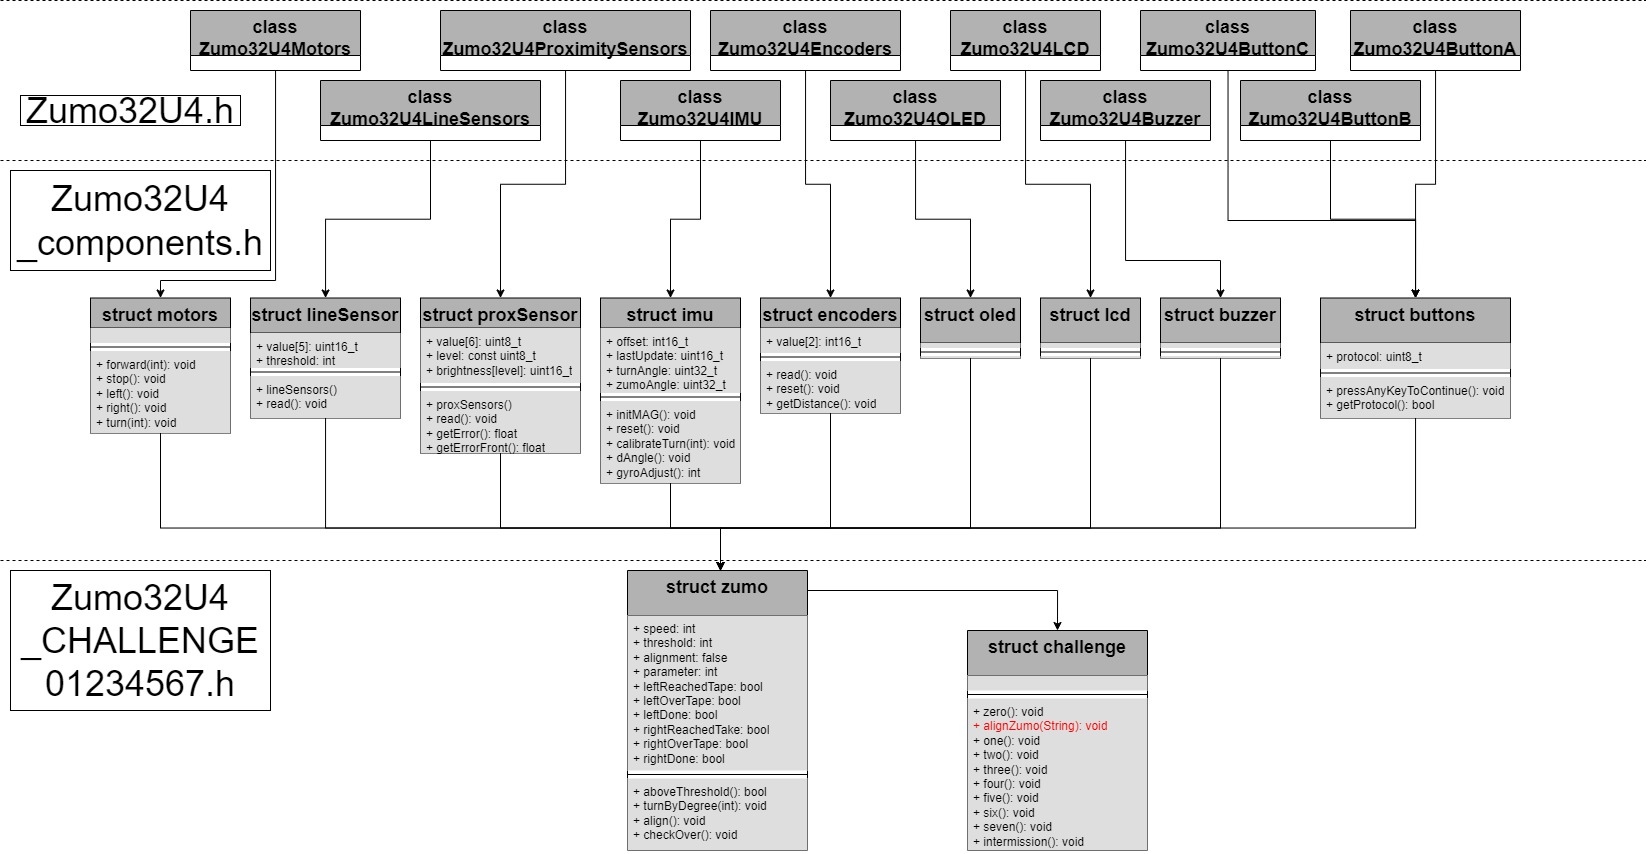 class
Zumo32U4Motors
class
Zumo32U4ProximitySensors
class
Zumo32U4Encoders
class
Zumo32U4LCD
class
Zumo32U4ButtonC
class
Zumo32U4ButtonA
Zumo32U4.h
class
Zumo32U4LineSensors
class
Zumo32U4IMU
class
Zumo32U4OLED
class
Zumo32U4Buzzer
class
Zumo32U4ButtonB
Zumo32U4
_components.h
struct motors
+ forward(int): void
+ stop(): void
+ left(): void
+ right(): void
+ turn(int): void
struct lineSensor
+ value[5]: uint16_t
+ threshold: int
+ lineSensors()
+ read(): void
struct proxSensor
+ value[6]: uint8_t
+ level: const uint8_t
+ brightness[level]: uint16_t
+ proxSensors()
+ read(): void
+ getError(): float
+ getErrorFront(): float
struct imu
+ offset: int16_t
+ lastUpdate: uint16_t
+ turnAngle: uint32_t
+ zumoAngle: uint32_t
+ initMAG(): void
+ reset(): void
+ calibrateTurn(int): void
+ dAngle(): void
+ gyroAdjust(): int
struct encoders
+ value[2]: int16_t
+ read(): void
+ reset(): void
+ getDistance(): void
struct oled
struct lcd
struct buzzer
struct buttons
+ protocol: uint8_t
+ pressAnyKeyToContinue(): void
+ getProtocol(): bool
Zumo32U4
_CHALLENGE
01234567.h
struct zumo
+ speed: int
+ threshold: int
+ alignment: false
+ parameter: int
+ leftReachedTape: bool
+ leftOverTape: bool
+ leftDone: bool
+ rightReachedTake: bool
+ rightOverTape: bool
+ rightDone: bool
+ aboveThreshold(): bool
+ turnByDegree(int): void
+ align(): void
+ checkOver(): void
struct challenge
+ zero(): void
+ alignZumo(String): void
+ one(): void
+ two(): void
+ three(): void
+ four(): void
+ five(): void
+ six(): void
+ seven(): void
+ intermission(): void